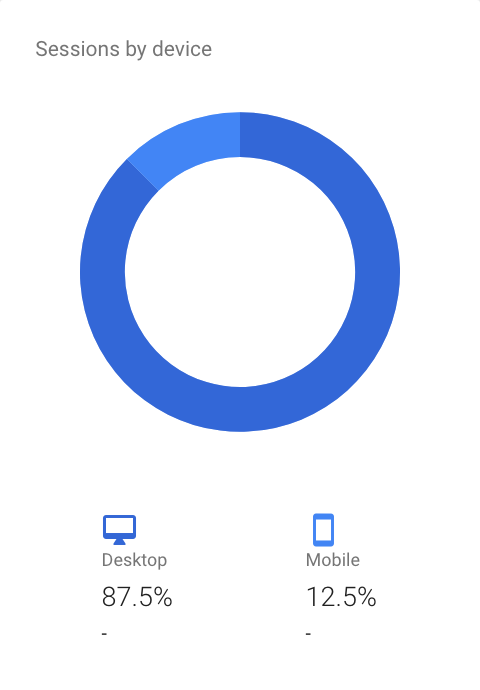 Sessions by device
Desktop Mobile
87.5% 12.5%
- -